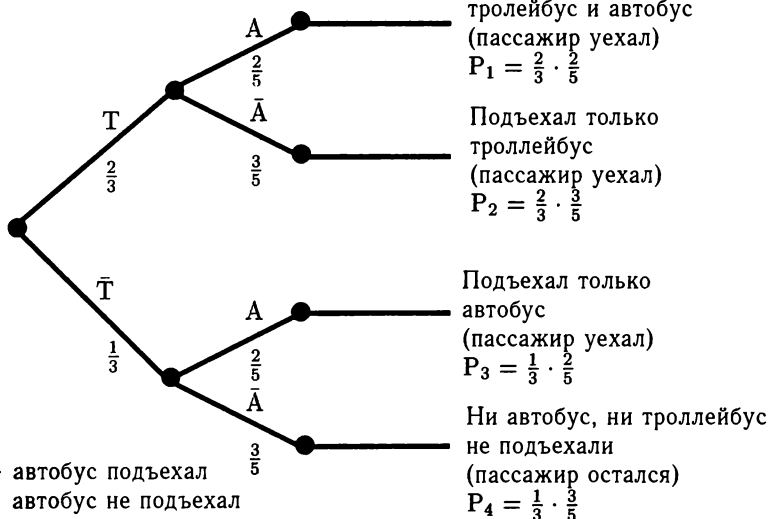 тролейбус и автобус
(пассажир уехал)
P₁ = 2/3 · 2/5
A
2/5
Ā
3/5
Подъехал только
троллейбус
(пассажир уехал)
P₂ = 2/3 · 3/5
T
2/3
T̄
1/3
Подъехал только
автобус
(пассажир уехал)
P₃ = 1/3 · 2/5
A
2/5
Ā
3/5
Ни автобус, ни троллейбус
не подъехали
(пассажир остался)
P₄ = 1/3 · 3/5
автобус подъехал
автобус не подъехал